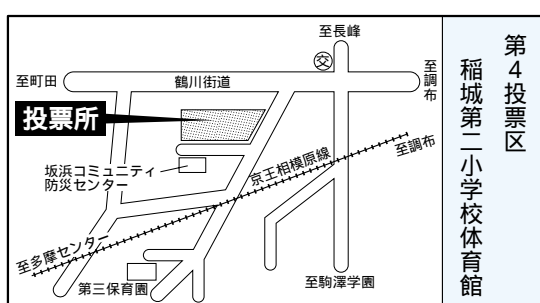 第4投票区
稲城第二小学校体育館
至長峰
交
至町田
鶴川街道
至調布
投票所
坂浜コミュニティ
防災センター
京王相模原線
至調布
至多摩センター
第三保育園
至駒澤学園